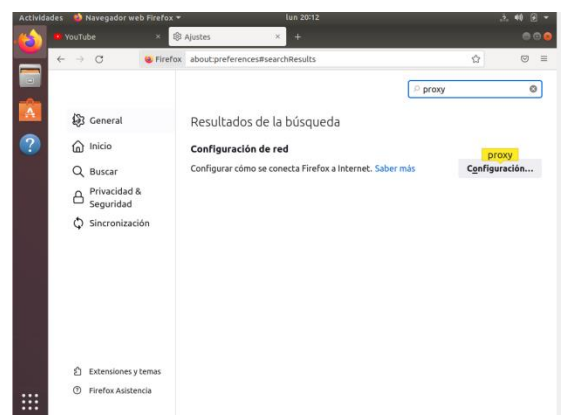 Actividades Navegador web Firefox lun 20:12
YouTube × Ajustes × +
Firefox about:preferences#searchResults
proxy
General
Resultados de la búsqueda
Inicio
Configuración de red
proxy
Buscar
Configurar cómo se conecta Firefox a Internet. Saber más
Configuración...
Privacidad &
Seguridad
Sincronización
Extensiones y temas
Firefox Asistencia